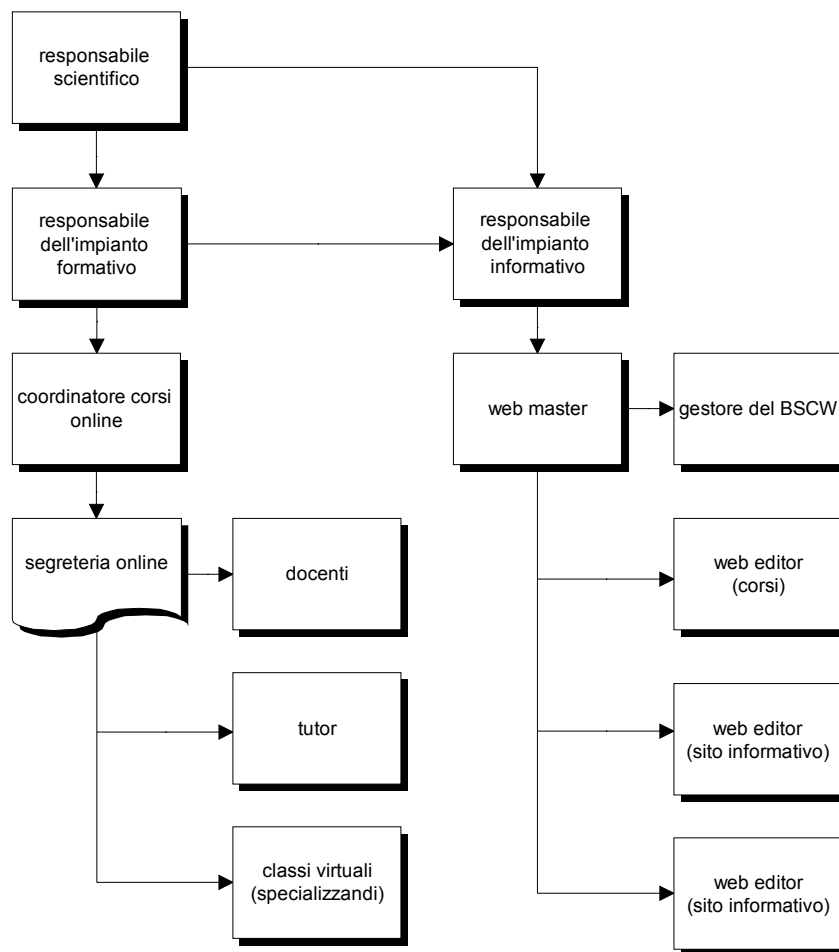 responsabile
scientifico
responsabile
dell'impianto
formativo
responsabile
dell'impianto
informativo
coordinatore corsi
online
web master
gestore del BSCW
segreteria online
docenti
web editor
(corsi)
tutor
web editor
(sito informativo)
classi virtuali
(specializzandi)
web editor
(sito informativo)